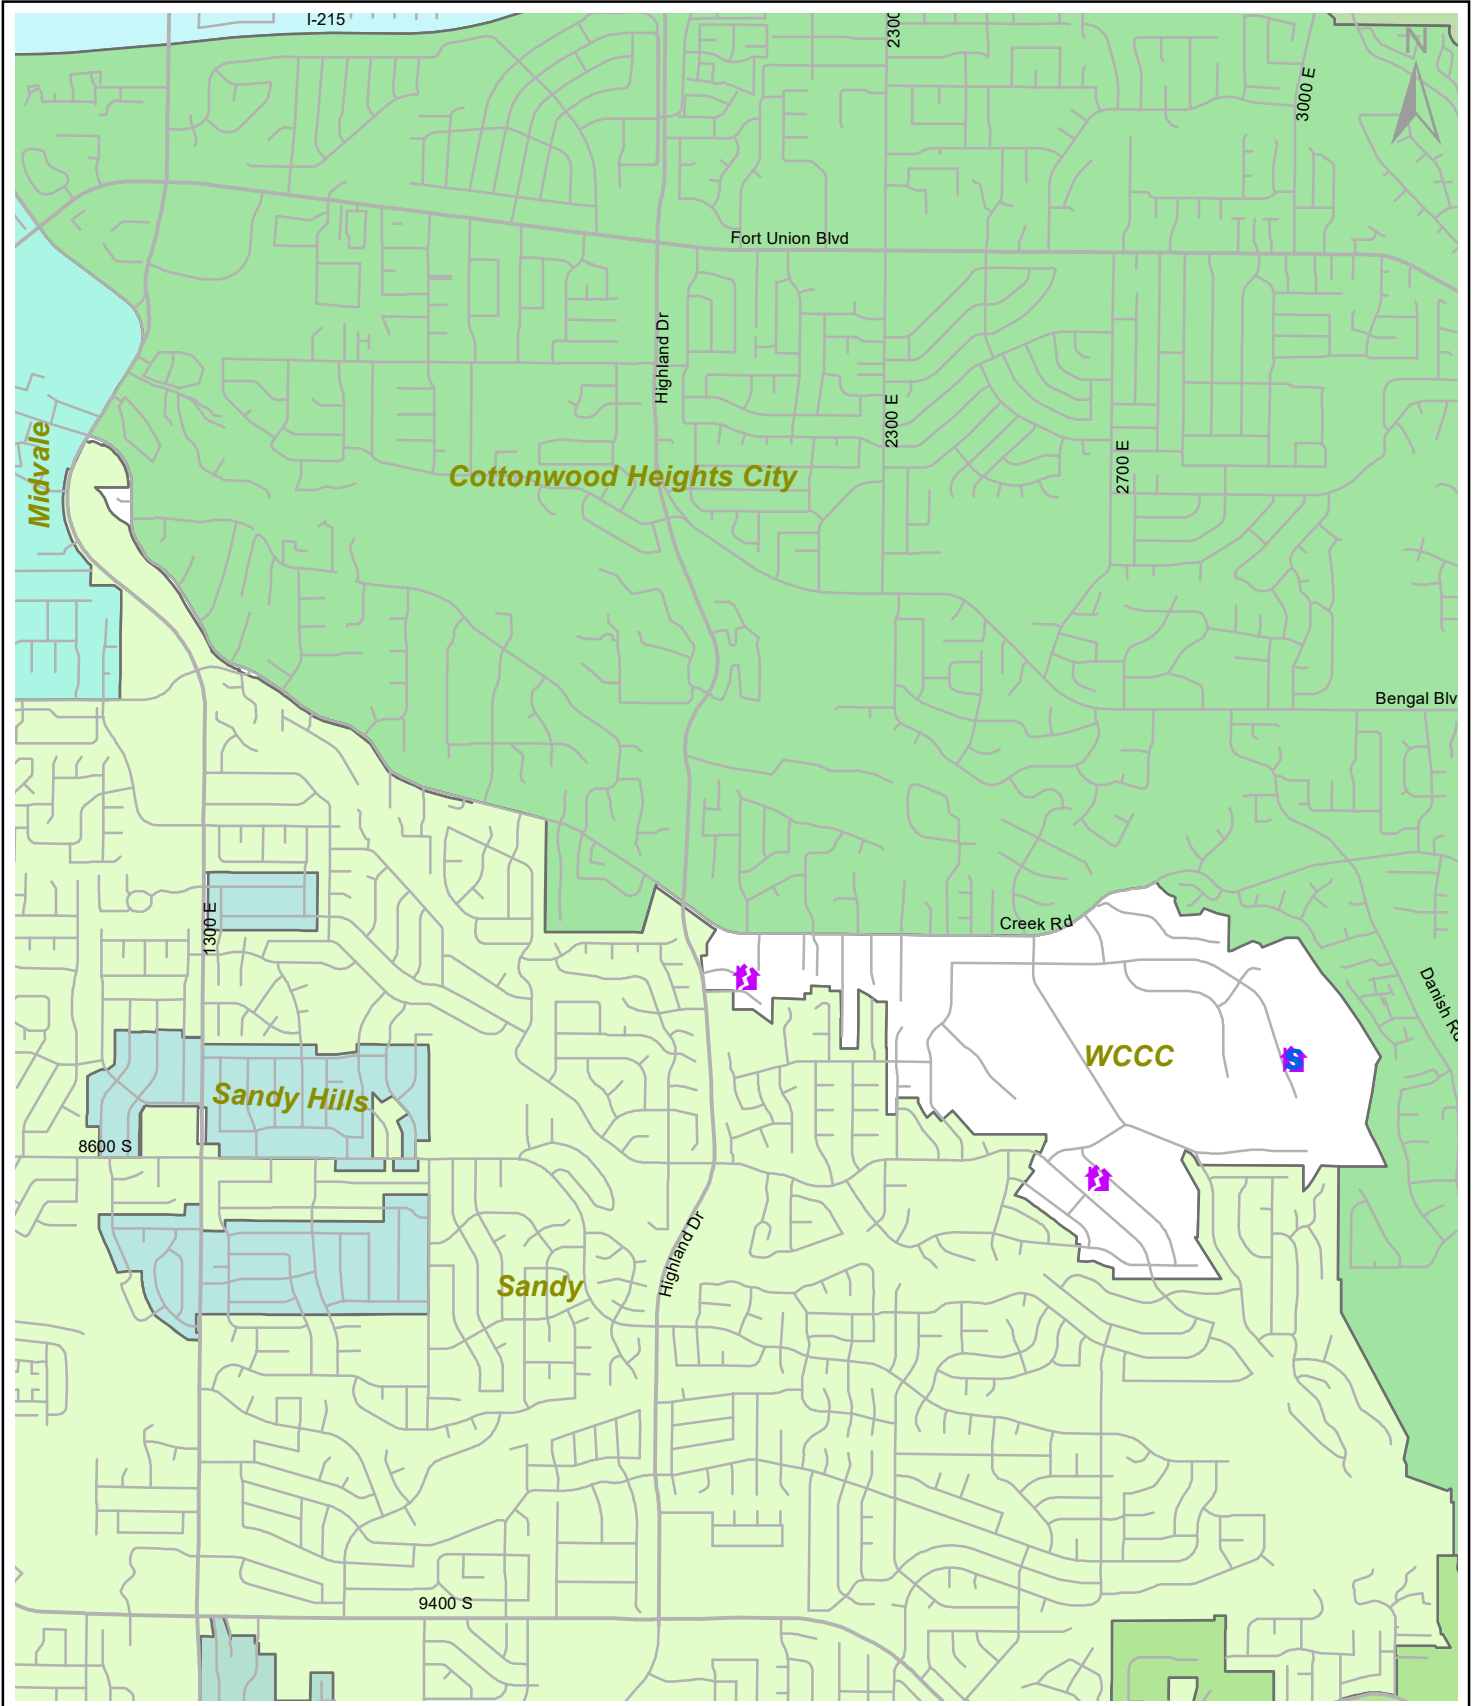 I-215
2300
N
3000 E
Fort Union Blvd
Highland Dr
2300 E
2700 E
Midvale
Cottonwood Heights City
Bengal Blv
1300 E
Creek Rd
Danish Rd
WCCC
S
Sandy Hills
8600 S
Highland Dr
Sandy
9400 S